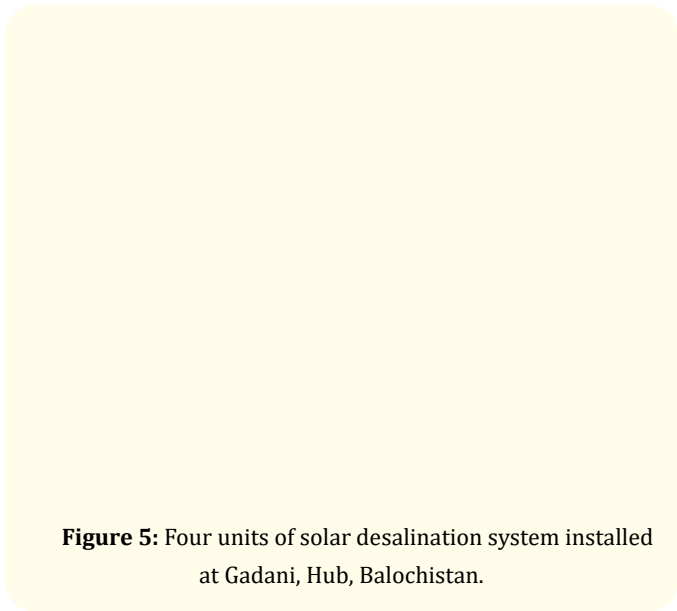 Figure 5: Four units of solar desalination system installed
at Gadani, Hub, Balochistan.